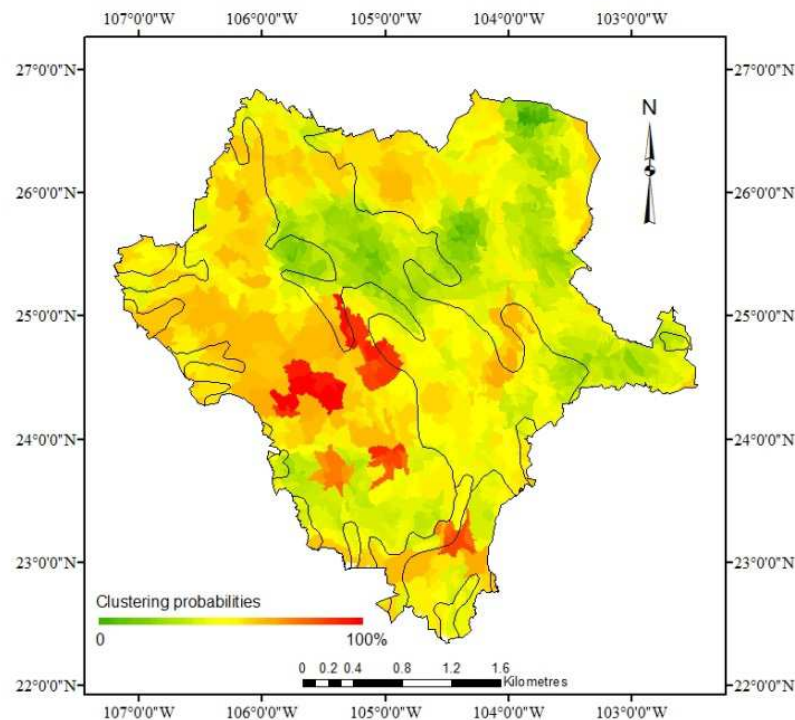 107°0'0"W 106°0'0"W 105°0'0"W 104°0'0"W 103°0'0"W
27°0'0"N 27°0'0"N
N
26°0'0"N 26°0'0"N
25°0'0"N 25°0'0"N
24°0'0"N 24°0'0"N
23°0'0"N 23°0'0"N
Clustering probabilities
0 100%
0 0.2 0.4 0.8 1.2 1.6
Kilometres
22°0'0"N 22°0'0"N
107°0'0"W 106°0'0"W 105°0'0"W 104°0'0"W 103°0'0"W